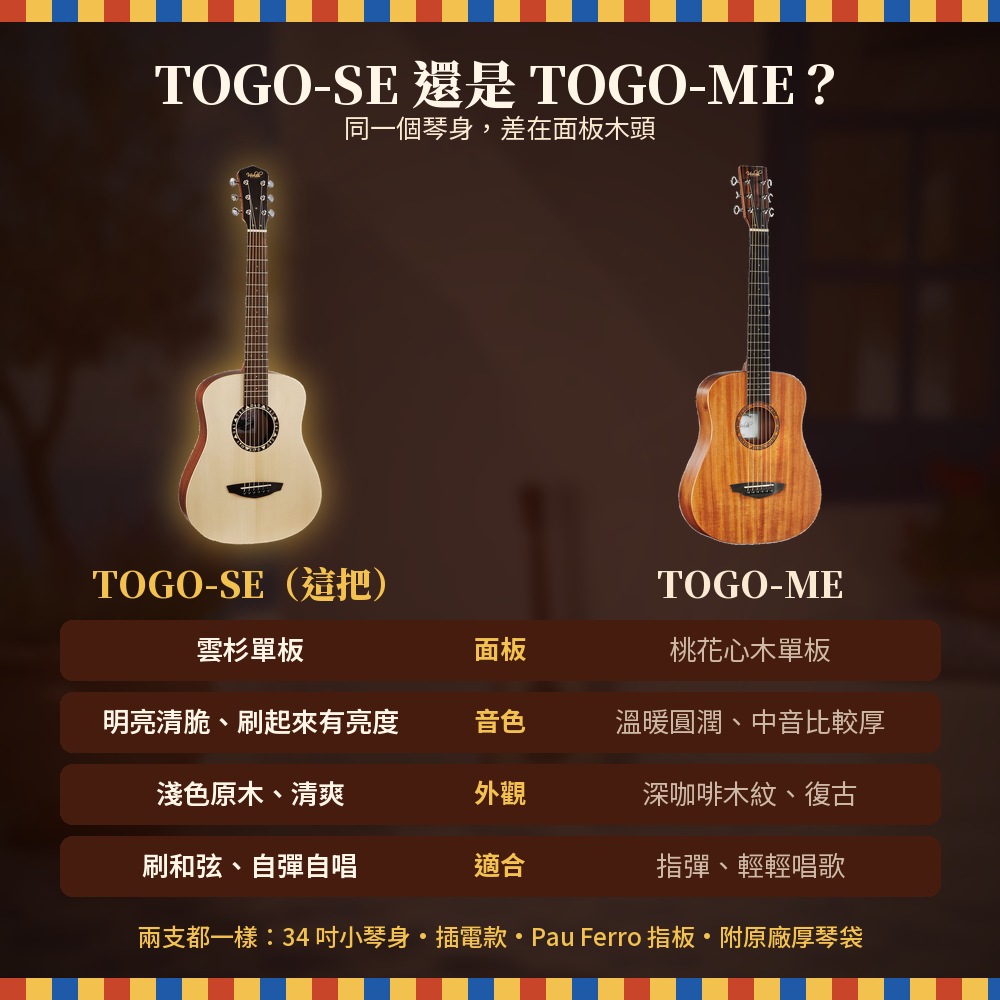 TOGO-SE 還是 TOGO-ME？
同一個琴身，差在面板木頭
TOGO-SE（這把）
TOGO-ME
雲杉單板 面板 桃花心木單板
明亮清脆、刷起來有亮度 音色 溫暖圓潤、中音比較厚
淺色原木、清爽 外觀 深咖啡木紋、復古
刷和弦、自彈自唱 適合 指彈、輕輕唱歌
兩支都一樣：34 吋小琴身・插電款・Pau Ferro 指板・附原廠厚琴袋